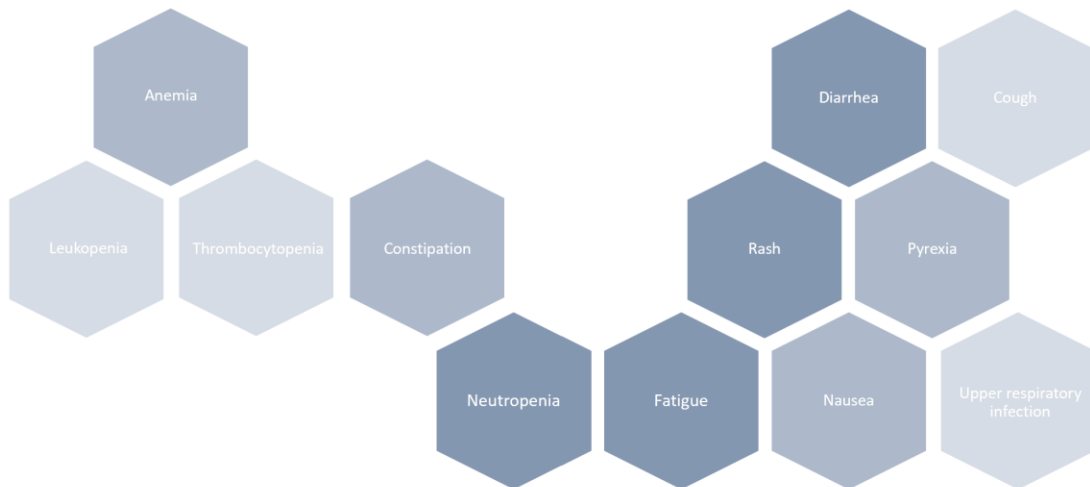 Anemia
Diarrhea
Cough
Leukopenia
Thrombocytopenia
Constipation
Rash
Pyrexia
Neutropenia
Fatigue
Nausea
Upper respiratory
infection